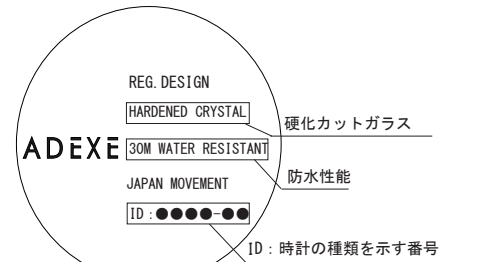 REG.DESIGN
HARDENED CRYSTAL
硬化カットガラス
ADEXE
30M WATER RESISTANT
防水性能
JAPAN MOVEMENT
ID：●●●●-●●
ID：時計の種類を示す番号